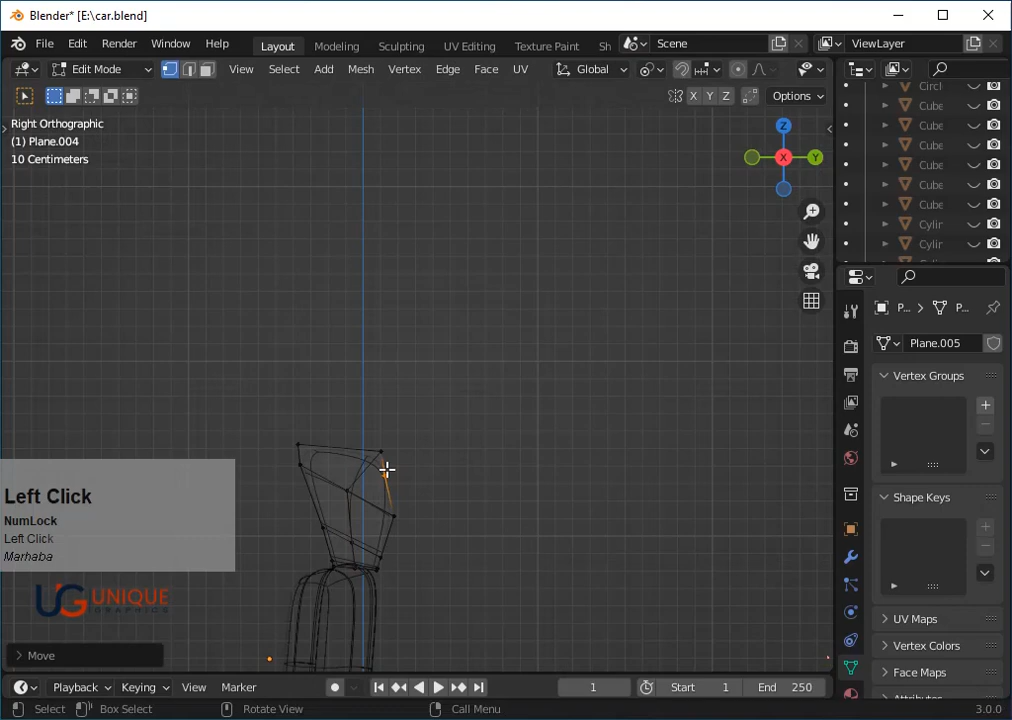 Blender* [E:\car.blend]
File Edit Render Window Help Layout Modeling Sculpting UV Editing Texture Paint Sh Scene ViewLayer
Edit Mode View Select Add Mesh Vertex Edge Face UV Global
X Y Z Options
Right Orthographic
(1) Plane.004
10 Centimeters
Z
X Y
Circl
Cube
Cube
Cube
Cube
Cube
Cube
Cylin
Cylin
P... > P...
Plane.005
Vertex Groups
Shape Keys
UV Maps
Vertex Colors
Face Maps
Left Click
NumLock
Left Click
Marhaba
UG UNIQUE
GRAPHICS
Move
Playback Keying View Marker 1 Start 1 End 250
Select Box Select Rotate View Call Menu 3.0.0